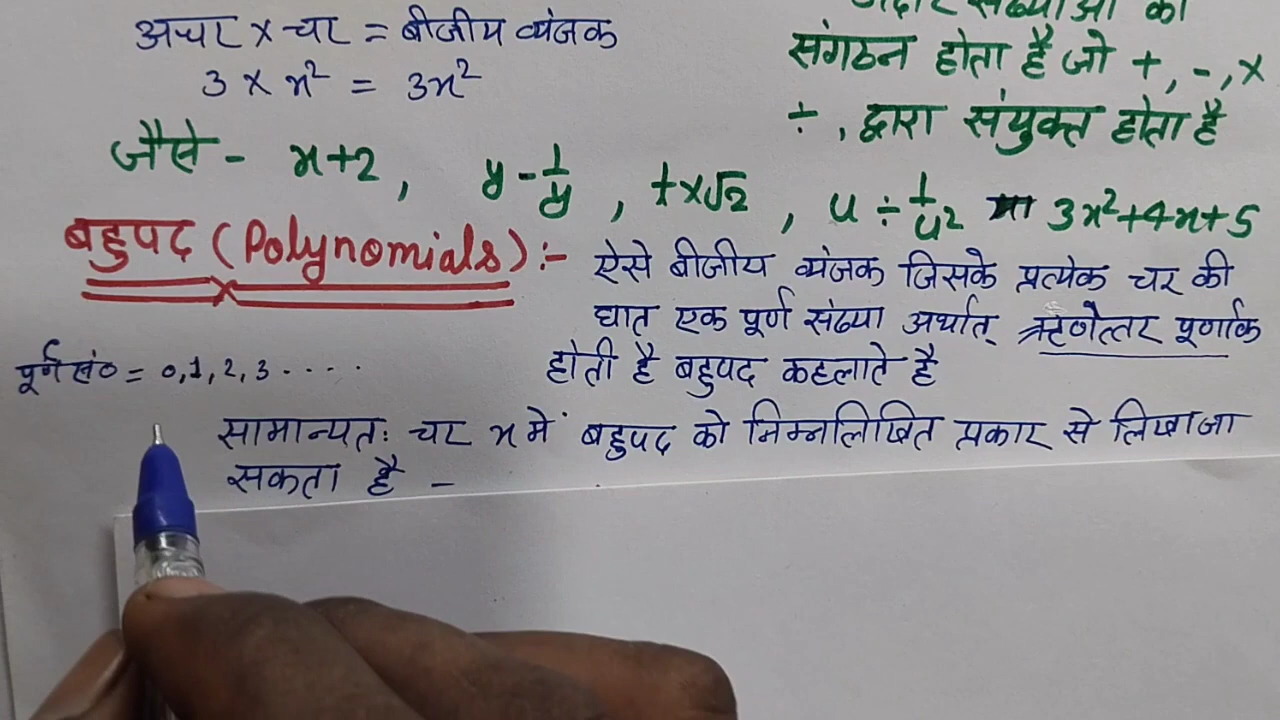 अचर × चर = बीजीय व्यंजक
3 × x² = 3x²
संख्याओं का
संगठन होता है जो +, -, ×
÷, द्वारा संयुक्त होता है
जैसे - x+2, y - 1/y, t×√2, u ÷ 1/u² या 3x²+4x+5
बहुपद (Polynomials) :- ऐसे बीजीय व्यंजक जिसके प्रत्येक चर की
घात एक पूर्ण संख्या अर्थात् ऋणेत्तर पूर्णांक
होती है बहुपद कहलाते है
पूर्ण सं० = 0, 1, 2, 3 ....
सामान्यतः चर x में बहुपद को निम्नलिखित प्रकार से लिखा जा
सकता है -